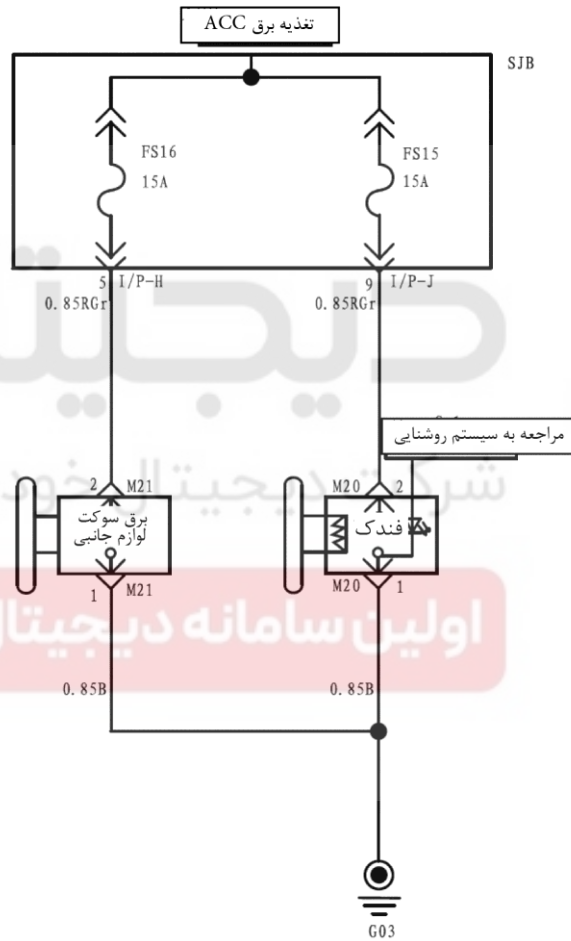 تغذیه برق ACC
SJB
FS16
15A
FS15
15A
5 I/P-H
0.85RGr
9 I/P-J
0.85RGr
دیجیتا
مراجعه به سیستم روشنایی
شرکت دیجیتال خود
2 M21
برق سوکت
لوازم جانبی
1 M21
M20 2
فندک
M20 1
اولین سامانه دیجیتال
0.85B
0.85B
G03